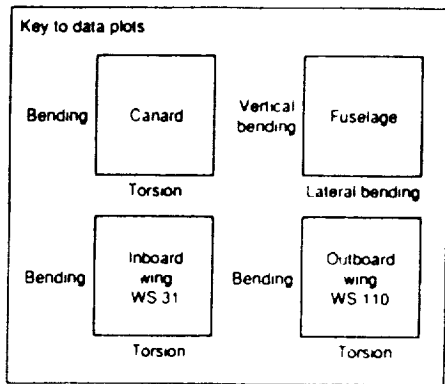 Key to data plots
Bending
Canard
Torsion
Vertical
bending
Fuselage
Lateral bending
Bending
Inboard
wing
WS 31
Torsion
Bending
Outboard
wing
WS 110
Torsion